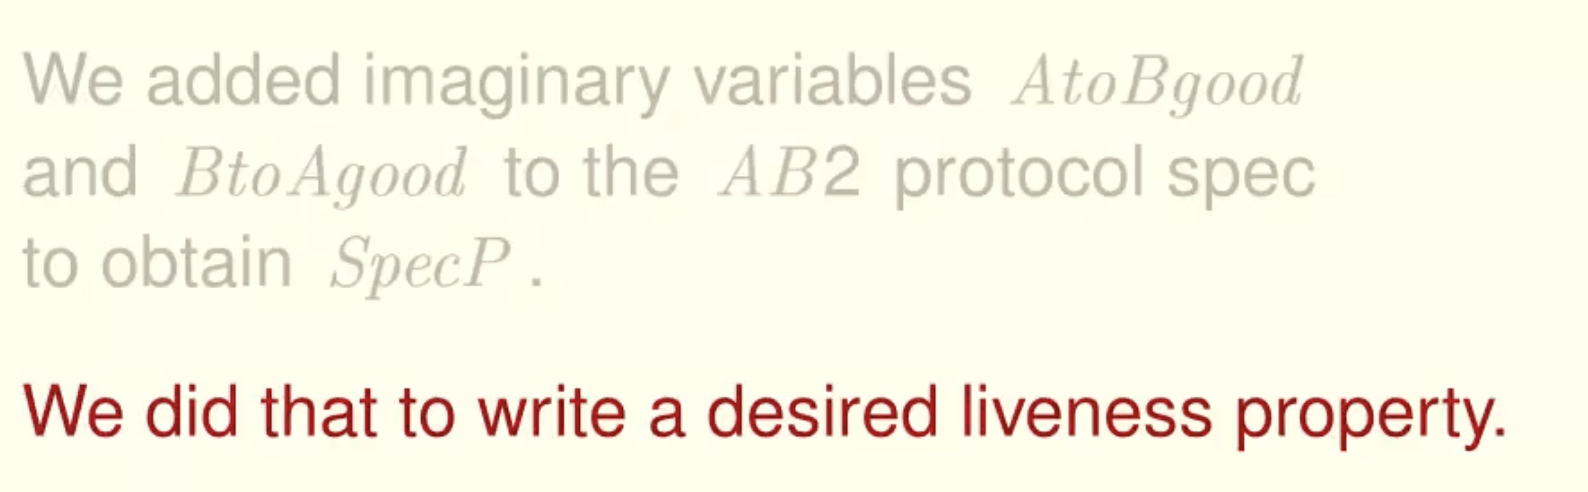 We added imaginary variables AtoBgood
and BtoAgood to the AB2 protocol spec
to obtain SpecP .
We did that to write a desired liveness property.